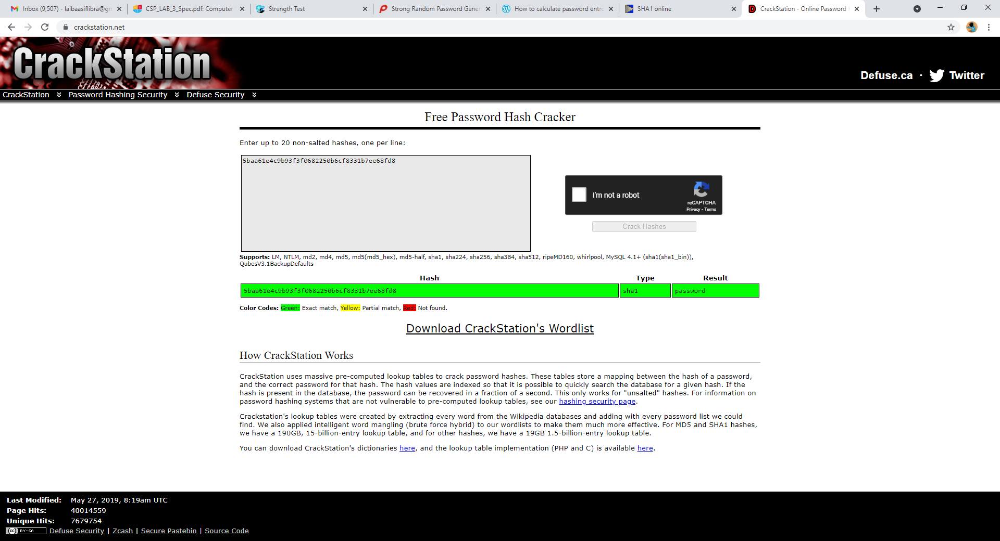 Inbox (9,507) - laibaasiflibra@gm
CSP_LAB_3_Spec.pdf: Computer
Strength Test
Strong Random Password Gener
How to calculate password entro
SHA1 online
CrackStation - Online Password
crackstation.net
CrackStation
Defuse.ca · Twitter
CrackStation Password Hashing Security Defuse Security
Free Password Hash Cracker
Enter up to 20 non-salted hashes, one per line:
5baa61e4c9b93f3f0682250b6cf8331b7ee68fd8
I'm not a robot
reCAPTCHA
Privacy - Terms
Crack Hashes
Supports: LM, NTLM, md2, md4, md5, md5(md5_hex), md5-half, sha1, sha224, sha256, sha384, sha512, ripeMD160, whirlpool, MySQL 4.1+ (sha1(sha1_bin)),
QubesV3.1BackupDefaults
Hash Type Result
5baa61e4c9b93f3f0682250b6cf8331b7ee68fd8 sha1 password
Color Codes: Green: Exact match, Yellow: Partial match, Red: Not found.
Download CrackStation's Wordlist
How CrackStation Works
CrackStation uses massive pre-computed lookup tables to crack password hashes. These tables store a mapping between the hash of a password,
and the correct password for that hash. The hash values are indexed so that it is possible to quickly search the database for a given hash. If the
hash is present in the database, the password can be recovered in a fraction of a second. This only works for "unsalted" hashes. For information on
password hashing systems that are not vulnerable to pre-computed lookup tables, see our hashing security page.
Crackstation's lookup tables were created by extracting every word from the Wikipedia databases and adding with every password list we could
find. We also applied intelligent word mangling (brute force hybrid) to our wordlists to make them much more effective. For MD5 and SHA1 hashes,
we have a 190GB, 15-billion-entry lookup table, and for other hashes, we have a 19GB 1.5-billion-entry lookup table.
You can download CrackStation's dictionaries here, and the lookup table implementation (PHP and C) is available here.
Last Modified: May 27, 2019, 8:19am UTC
Page Hits: 40014559
Unique Hits: 7679754
cc BY-SA Defuse Security | Zcash | Secure Pastebin | Source Code